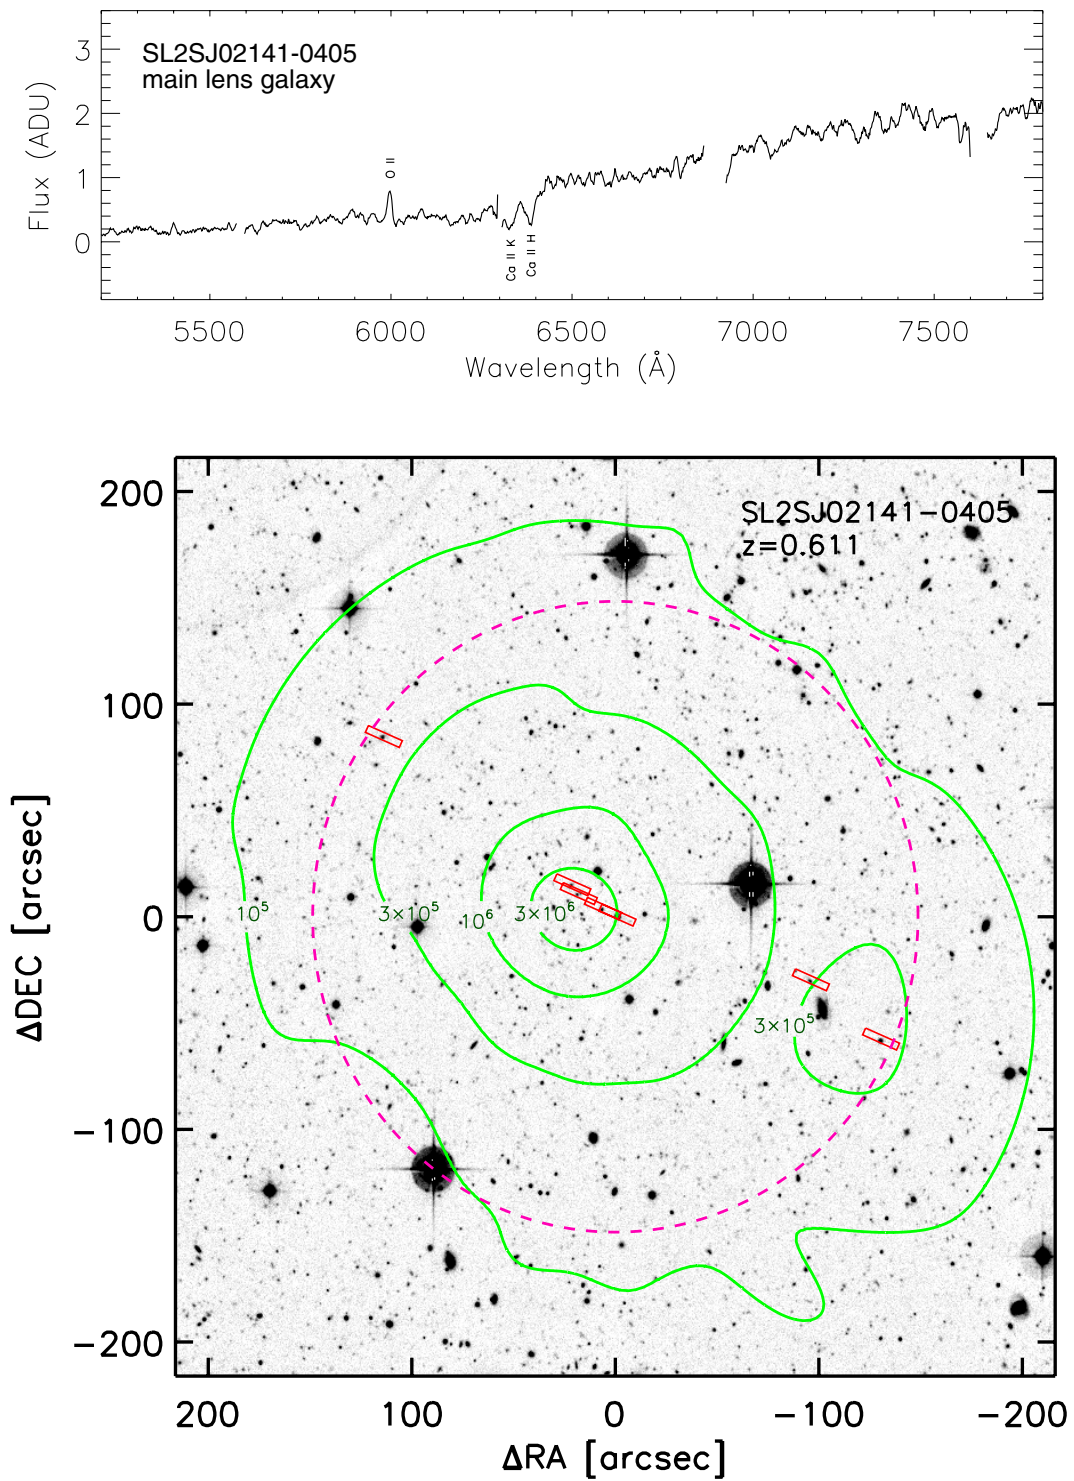 SL2SJ02141-0405
main lens galaxy
3
2
1
0
Flux (ADU)
O II
Ca II K
Ca II H
5500 6000 6500 7000 7500
Wavelength (Å)
SL2SJ02141-0405
z=0.611
200
100
0
-100
-200
ΔDEC [arcsec]
10⁵
3×10⁵
10⁶
3×10⁶
3×10⁵
200 100 0 -100 -200
ΔRA [arcsec]